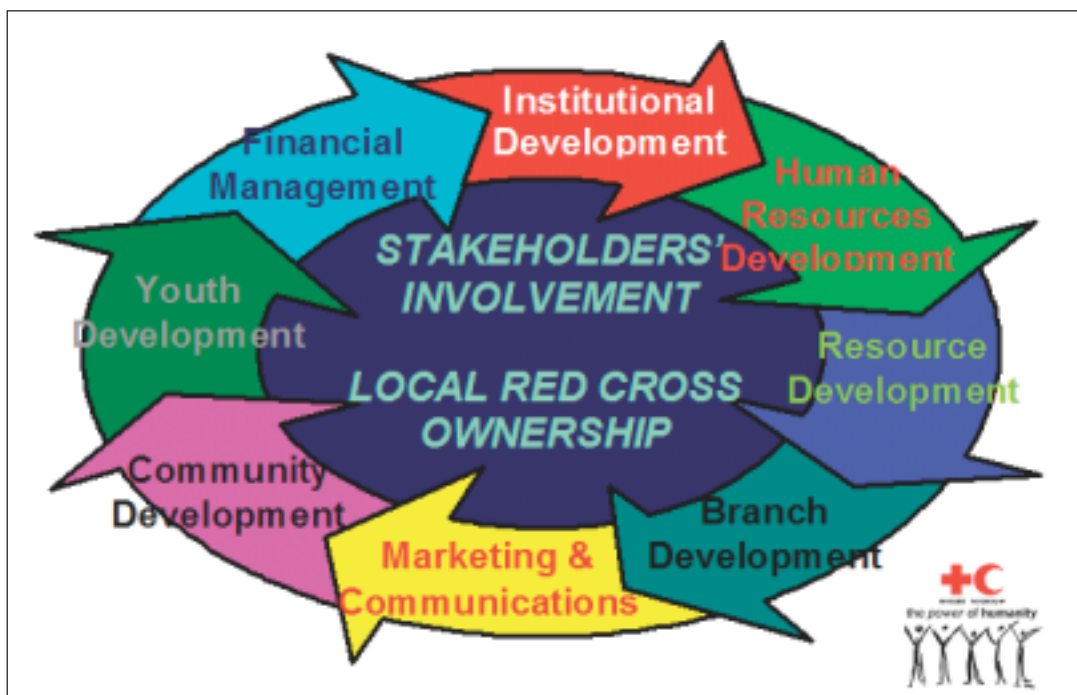 Institutional
Development
Human
Resources
Development
Resource
Development
Branch
Development
Marketing &
Communications
Community
Development
Youth
Development
Financial
Management
STAKEHOLDERS'
INVOLVEMENT
LOCAL RED CROSS
OWNERSHIP
the power of humanity